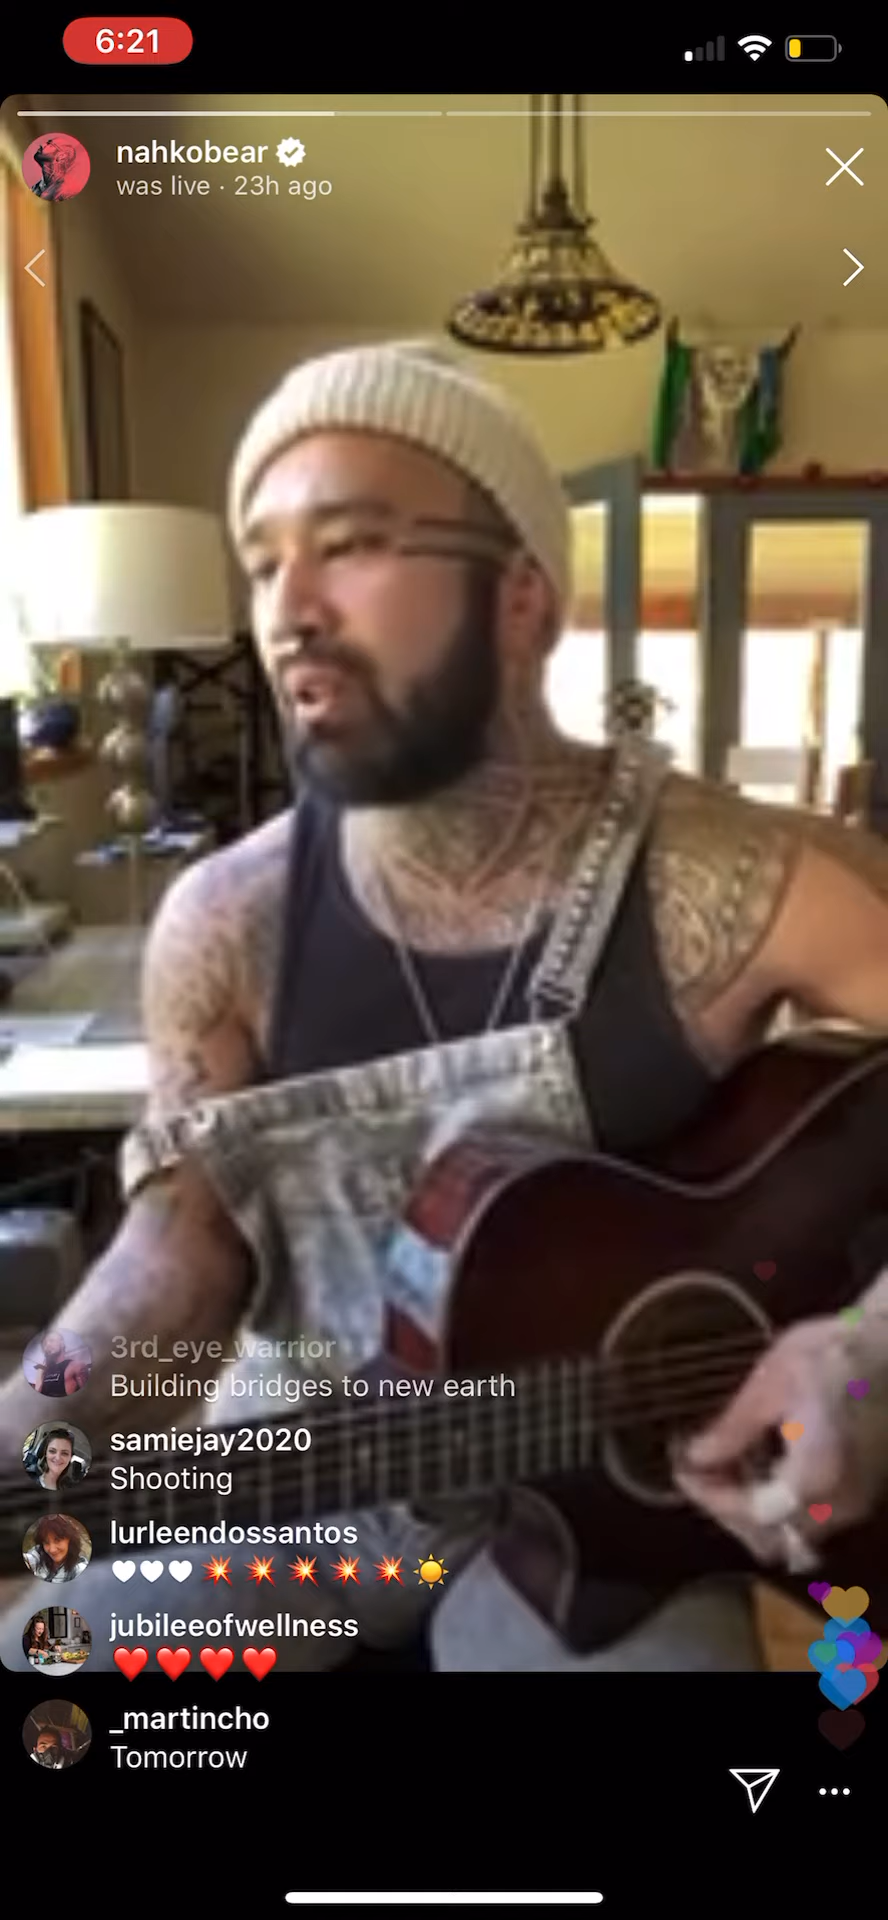 6:21
nahkobear
was live · 23h ago
3rd_eye_warrior
Building bridges to new earth
samiejay2020
Shooting
lurleendossantos
🤍🤍🤍💥💥💥💥💥☀️
jubileeofwellness
❤️❤️❤️❤️
_martincho
Tomorrow